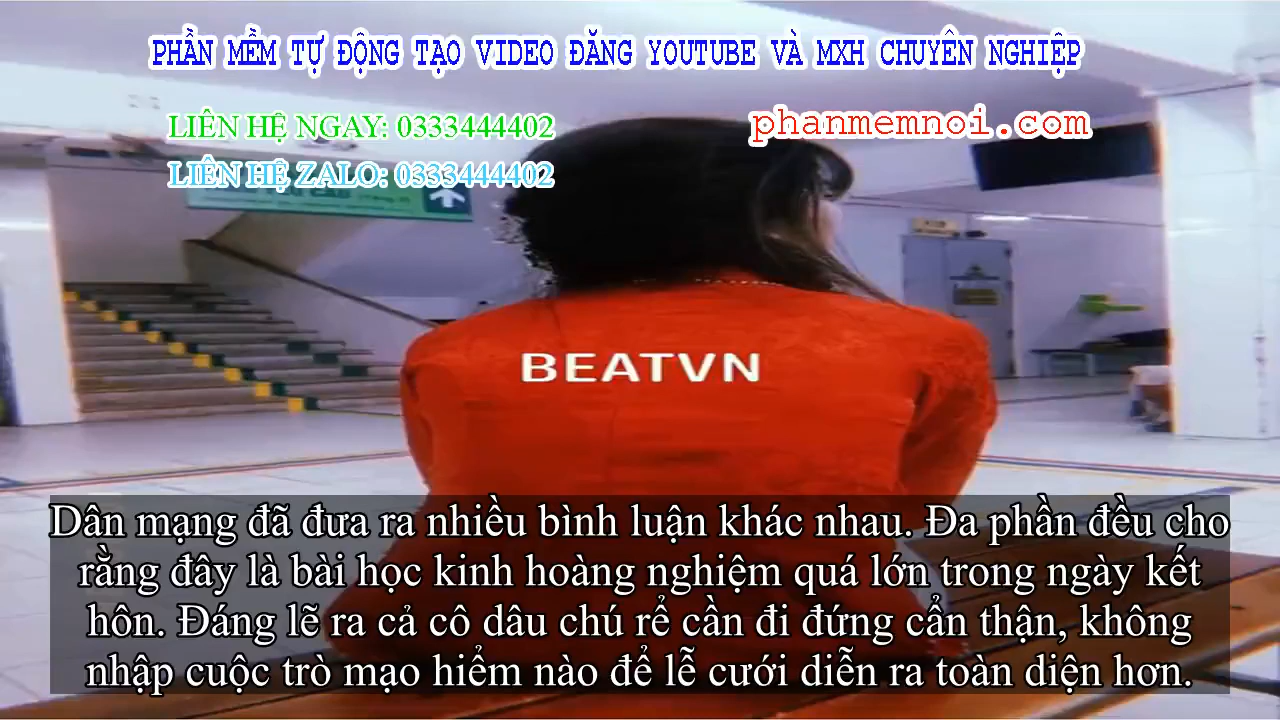 PHẦN MỀM TỰ ĐỘNG TẠO VIDEO ĐĂNG YOUTUBE VÀ MXH CHUYÊN NGHIỆP
LIÊN HỆ NGAY: 0333444402
phanmemnoi.com
LIÊN HỆ ZALO: 0333444402
BEATVN
Dân mạng đã đưa ra nhiều bình luận khác nhau. Đa phần đều cho
rằng đây là bài học kinh hoàng nghiệm quá lớn trong ngày kết
hôn. Đáng lẽ ra cả cô dâu chú rể cần đi đứng cẩn thận, không
nhập cuộc trò mạo hiểm nào để lễ cưới diễn ra toàn diện hơn.